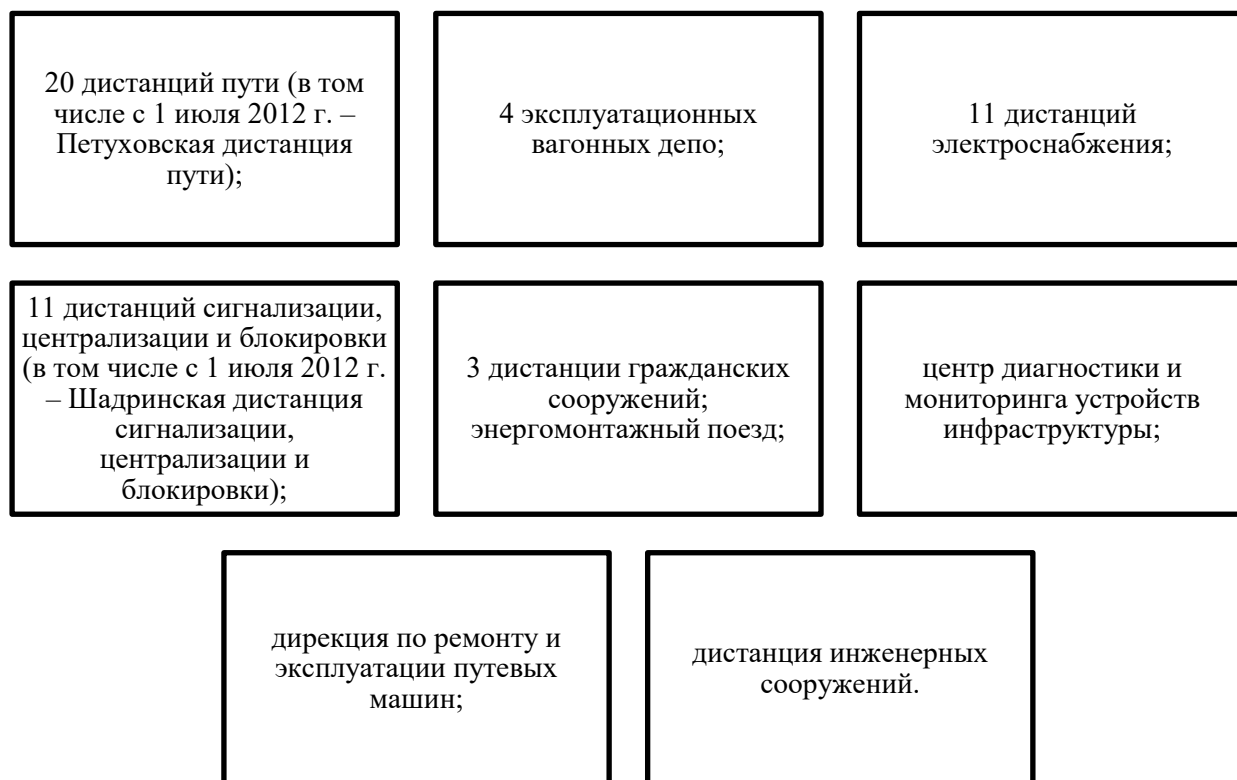 20 дистанций пути (в том
числе с 1 июля 2012 г. –
Петуховская дистанция
пути);
4 эксплуатационных
вагонных депо;
11 дистанций
электроснабжения;
11 дистанций сигнализации,
централизации и блокировки
(в том числе с 1 июля 2012 г.
– Шадринская дистанция
сигнализации,
централизации и
блокировки);
3 дистанции гражданских
сооружений;
энергомонтажный поезд;
центр диагностики и
мониторинга устройств
инфраструктуры;
дирекция по ремонту и
эксплуатации путевых
машин;
дистанция инженерных
сооружений.